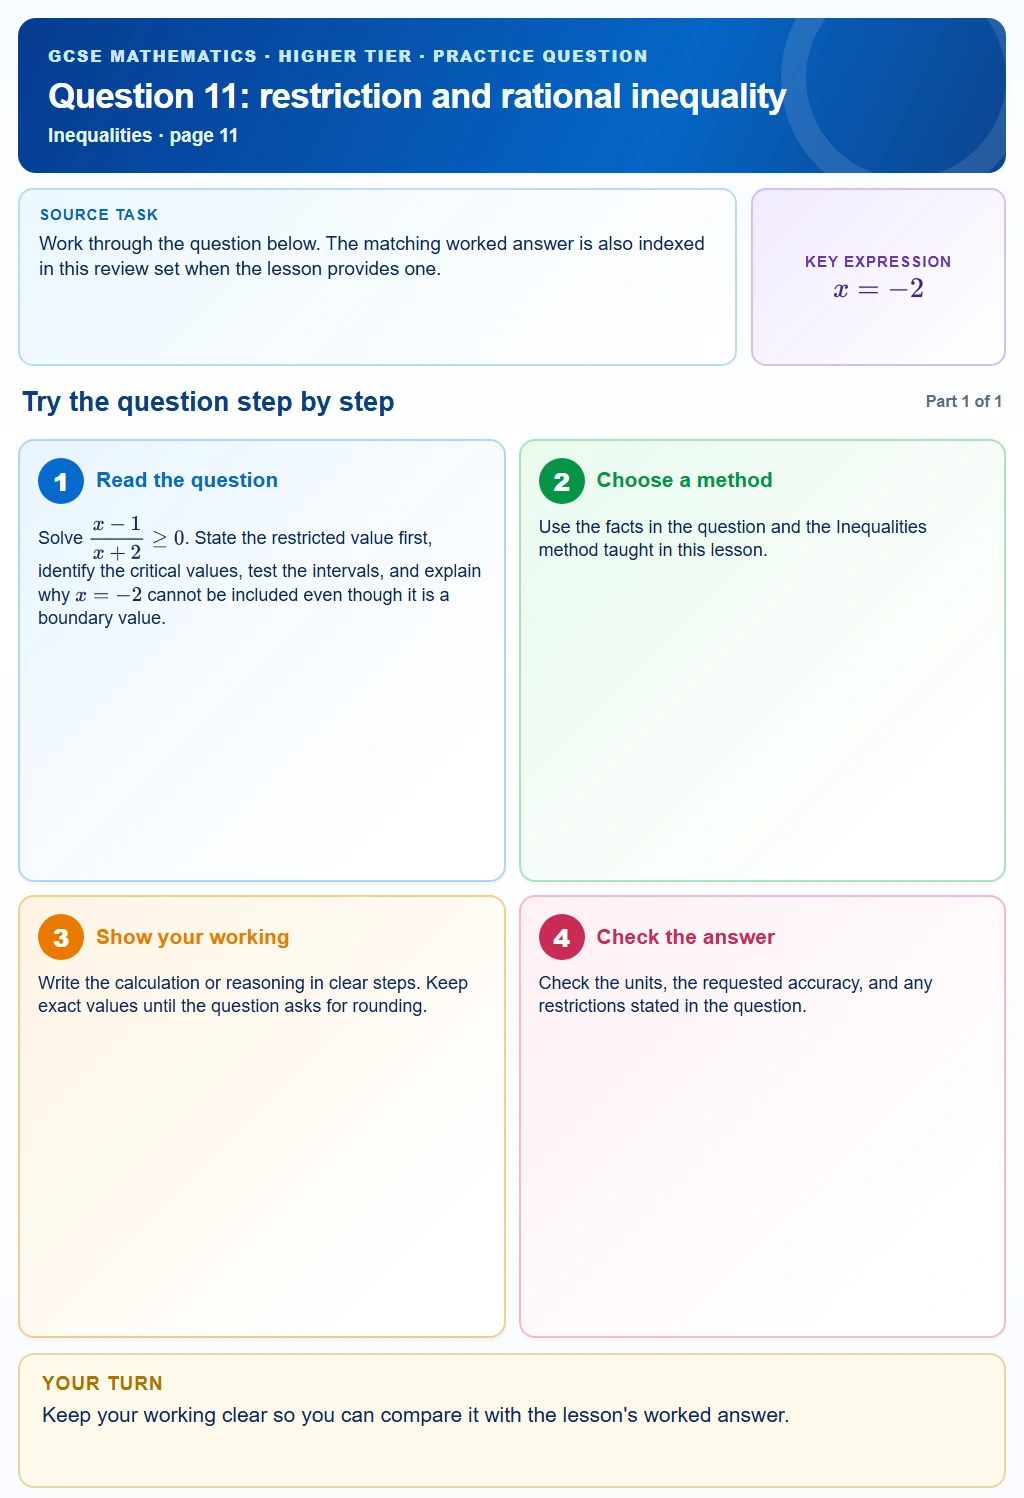 GCSE MATHEMATICS · HIGHER TIER · PRACTICE QUESTION
Question 11: restriction and rational inequality
Inequalities · page 11
SOURCE TASK
Work through the question below. The matching worked answer is also indexed
in this review set when the lesson provides one.
KEY EXPRESSION
x = −2
Try the question step by step
Part 1 of 1
1 Read the question
Solve (x − 1)/(x + 2) ≥ 0. State the restricted value first,
identify the critical values, test the intervals, and explain
why x = −2 cannot be included even though it is a
boundary value.
2 Choose a method
Use the facts in the question and the Inequalities
method taught in this lesson.
3 Show your working
Write the calculation or reasoning in clear steps. Keep
exact values until the question asks for rounding.
4 Check the answer
Check the units, the requested accuracy, and any
restrictions stated in the question.
YOUR TURN
Keep your working clear so you can compare it with the lesson's worked answer.